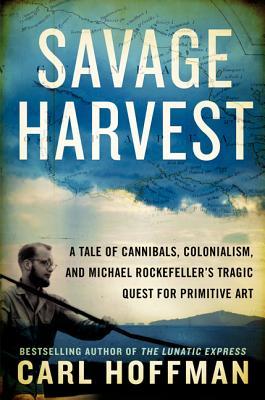 SAVAGE
HARVEST
A TALE OF CANNIBALS, COLONIALISM,
AND MICHAEL ROCKEFELLER'S TRAGIC
QUEST FOR PRIMITIVE ART
BESTSELLING AUTHOR OF THE LUNATIC EXPRESS
CARL HOFFMAN